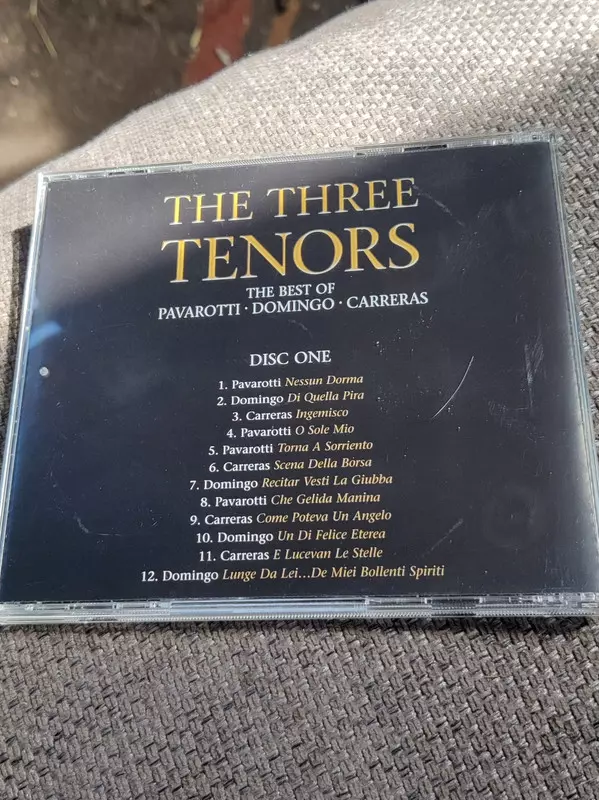 THE THREE
TENORS
THE BEST OF
PAVAROTTI · DOMINGO · CARRERAS
DISC ONE
1. Pavarotti Nessun Dorma
2. Domingo Di Quella Pira
3. Carreras Ingemisco
4. Pavarotti O Sole Mio
5. Pavarotti Torna A Sorriento
6. Carreras Scena Della Borsa
7. Domingo Recitar Vesti La Giubba
8. Pavarotti Che Gelida Manina
9. Carreras Come Poteva Un Angelo
10. Domingo Un Di Felice Eterea
11. Carreras E Lucevan Le Stelle
12. Domingo Lunge Da Lei...De Miei Bollenti Spiriti